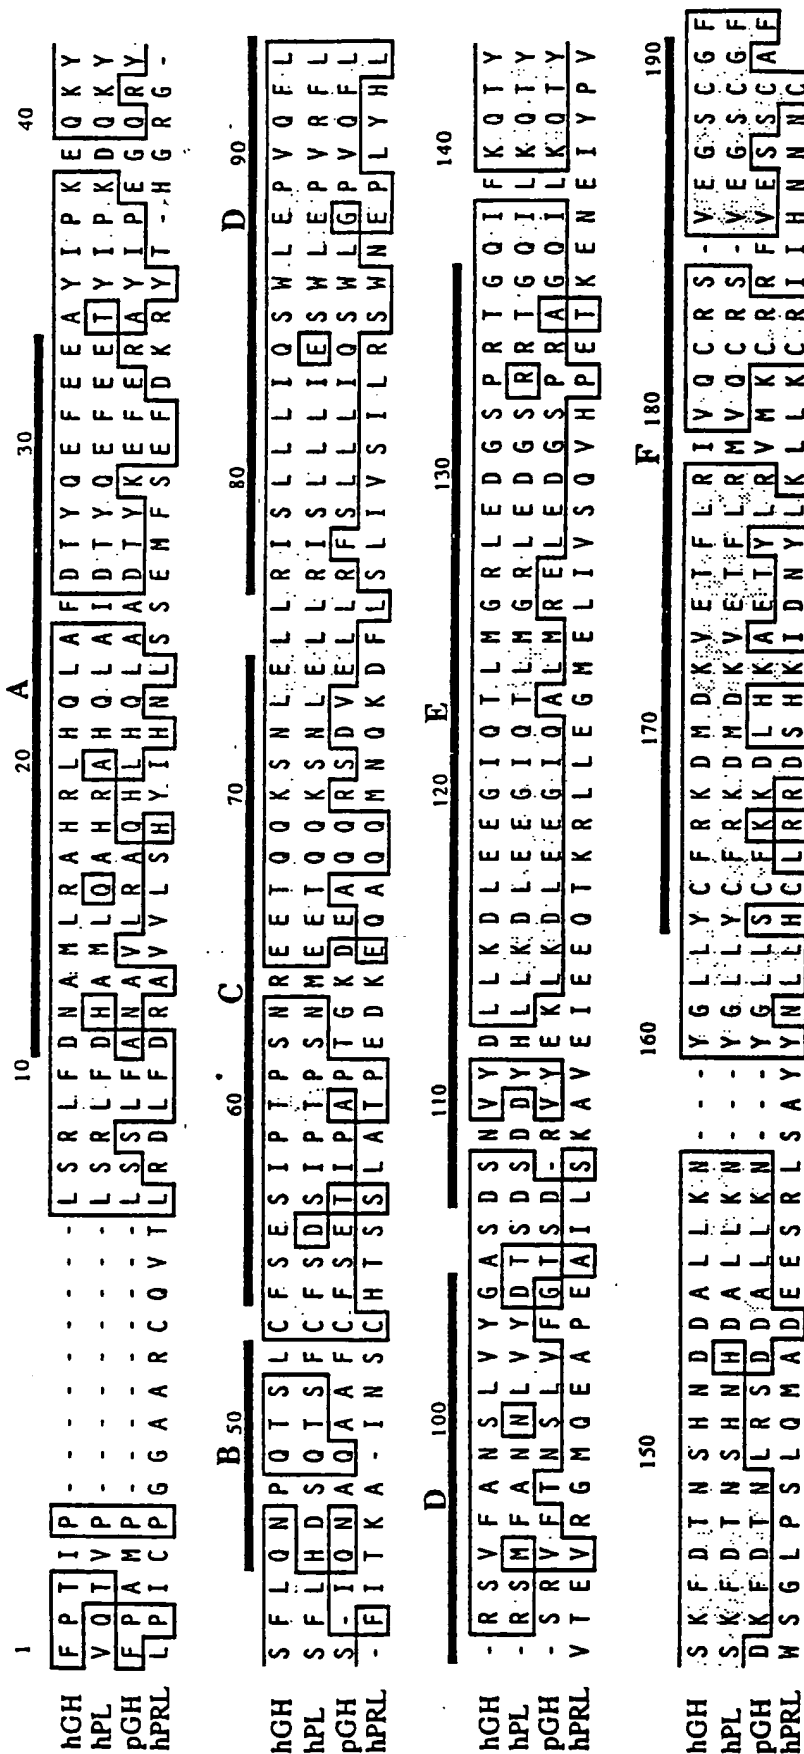 1 10 20 30 40
A
hGH F P T I P - - - - - - - - - L S R L F D N A M L R A H R L H Q L A F D T Y Q E F E E A Y I P K E Q K Y
hPL V Q T V P - - - - - - - - - L S R L F D H A M L Q A H R A H Q L A I D T Y Q E F E E T Y I P K D Q K Y
pGH F P A M P - - - - - - - - - L S S L F A N A V L R A Q H L H Q L A A D T Y K E F E R A Y I P E G Q R Y
hPRL L P I C P G G A A R C Q V T L R D L F D R A V V L S H Y I H N L S S E M F S E F D K R Y T - H G R G -
B 50 60 70 80 90
C D
hGH S F L Q N P Q T S L C F S E S I P T P S N R E E T Q Q K S N L E L L R I S L L L I Q S W L E P V Q F L
hPL S F L H D S Q T S F C F S D S I P T P S N M E E T Q Q K S N L E L L R I S L L L I E S W L E P V R F L
pGH S - I Q N A Q A A F C F S E T I P A P T G K D E A Q Q R S D V E L L R F S L L L I Q S W L G P V Q F L
hPRL - F I T K A - I N S C H T S S L A T P E D K E Q A Q Q M N Q K D F L S L I V S I L R S W N E P L Y H L
D E
100 110 120 130 140
hGH - R S V F A N S L V Y G A S D S N V Y D L L K D L E E G I Q T L M G R L E D G S P R T G Q I F K Q T Y
hPL - R S M F A N N L V Y D T S D S D D Y H L L K D L E E G I Q T L M G R L E D G S R R T G Q I L K Q T Y
pGH - S R V F T N S L V F G T S D - R V Y E K L K D L E E G I Q A L M R E L E D G S P R A G Q I L K Q T Y
hPRL V T E V R G M Q E A P E A I L S K A V E I E E Q T K R L L E G M E L I V S Q V H P E T K E N E I Y P V
150 160 170 180 190
F
hGH S K F D T N S H N D D A L L K N - - - Y G L L Y C F R K D M D K V E T F L R I V Q C R S - V E G S C G F
hPL S K F D T N S H N H D A L L K N - - - Y G L L Y C F R K D M D K V E T F L R M V Q C R S - V E G S C G F
pGH D K F D T N L R S D D A L L K N - - - Y G L L S C F K K D L H K A E T Y L R V M K C R R F V E S S C A F
hPRL W S G L P S L Q M A D E E S R L S A Y Y N L L H C L R R D S H K I D N Y L K L L K C R I I H N N N C